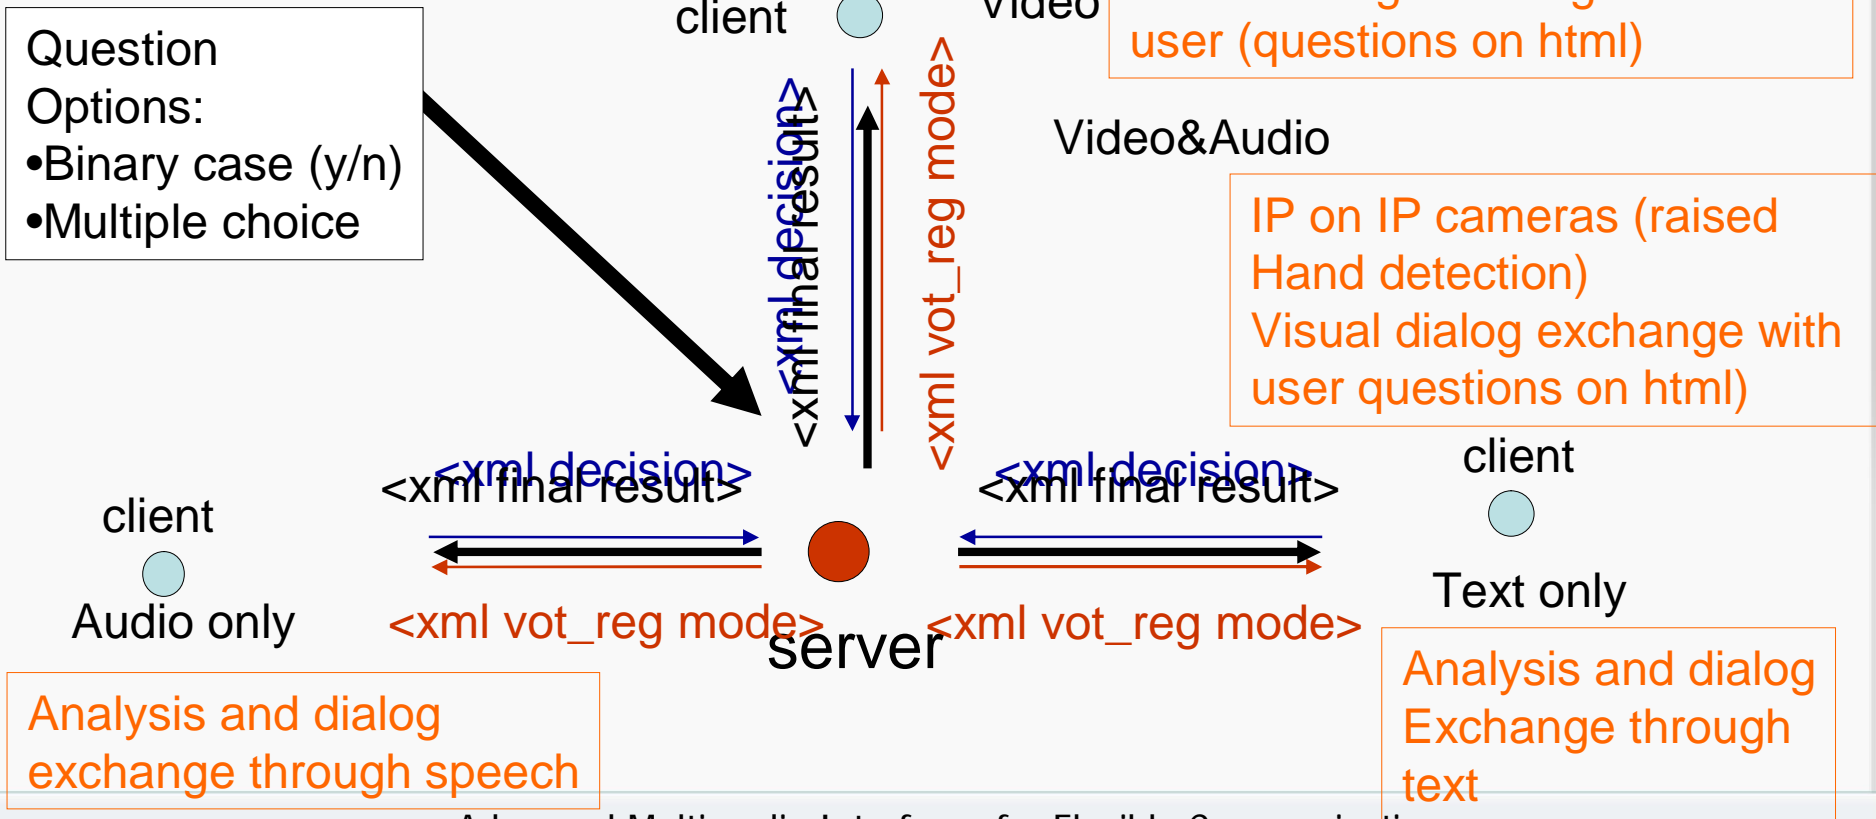 client
Video
user (questions on html)
Question
Options:
•Binary case (y/n)
•Multiple choice
<xml decision>
<xml final result>
<xml vot_reg mode>
Video&Audio
IP on IP cameras (raised
Hand detection)
Visual dialog exchange with
user questions on html)
client
<xml decision>
<xml final result>
<xml decision>
<xml final result>
client
Audio only
Text only
<xml vot_reg mode>
server
<xml vot_reg mode>
Analysis and dialog
exchange through speech
Analysis and dialog
Exchange through
text